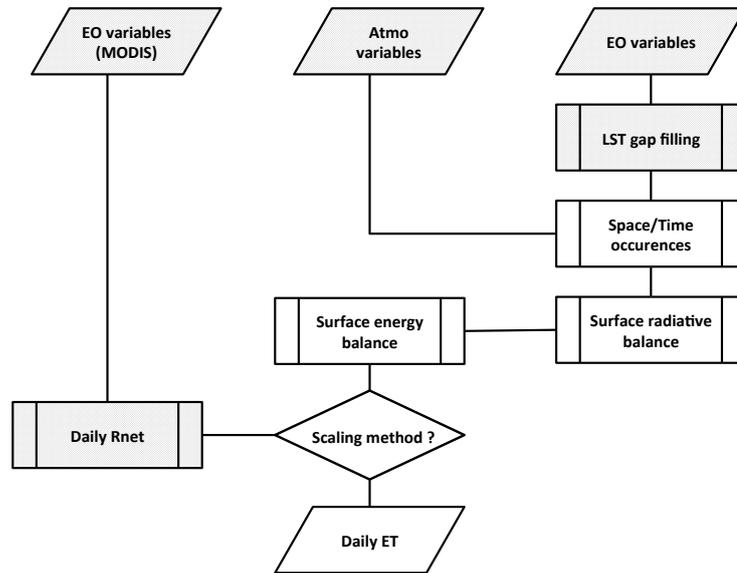 EO variables
(MODIS)
Atmo
variables
EO variables
LST gap filling
Space/Time
occurences
Surface energy
balance
Surface radiative
balance
Daily Rnet
Scaling method ?
Daily ET